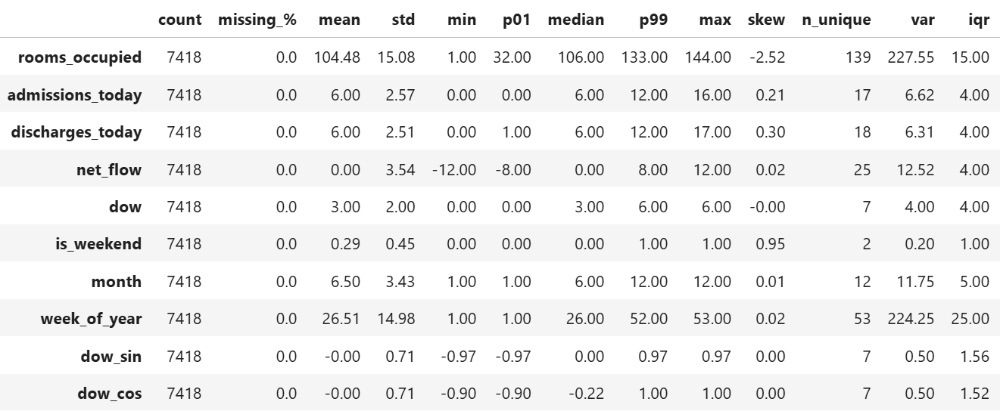 count missing_% mean std min p01 median p99 max skew n_unique var iqr
rooms_occupied 7418 0.0 104.48 15.08 1.00 32.00 106.00 133.00 144.00 -2.52 139 227.55 15.00
admissions_today 7418 0.0 6.00 2.57 0.00 0.00 6.00 12.00 16.00 0.21 17 6.62 4.00
discharges_today 7418 0.0 6.00 2.51 0.00 1.00 6.00 12.00 17.00 0.30 18 6.31 4.00
net_flow 7418 0.0 0.00 3.54 -12.00 -8.00 0.00 8.00 12.00 0.02 25 12.52 4.00
dow 7418 0.0 3.00 2.00 0.00 0.00 3.00 6.00 6.00 -0.00 7 4.00 4.00
is_weekend 7418 0.0 0.29 0.45 0.00 0.00 0.00 1.00 1.00 0.95 2 0.20 1.00
month 7418 0.0 6.50 3.43 1.00 1.00 6.00 12.00 12.00 0.01 12 11.75 5.00
week_of_year 7418 0.0 26.51 14.98 1.00 1.00 26.00 52.00 53.00 0.02 53 224.25 25.00
dow_sin 7418 0.0 -0.00 0.71 -0.97 -0.97 0.00 0.97 0.97 0.00 7 0.50 1.56
dow_cos 7418 0.0 -0.00 0.71 -0.90 -0.90 -0.22 1.00 1.00 0.00 7 0.50 1.52